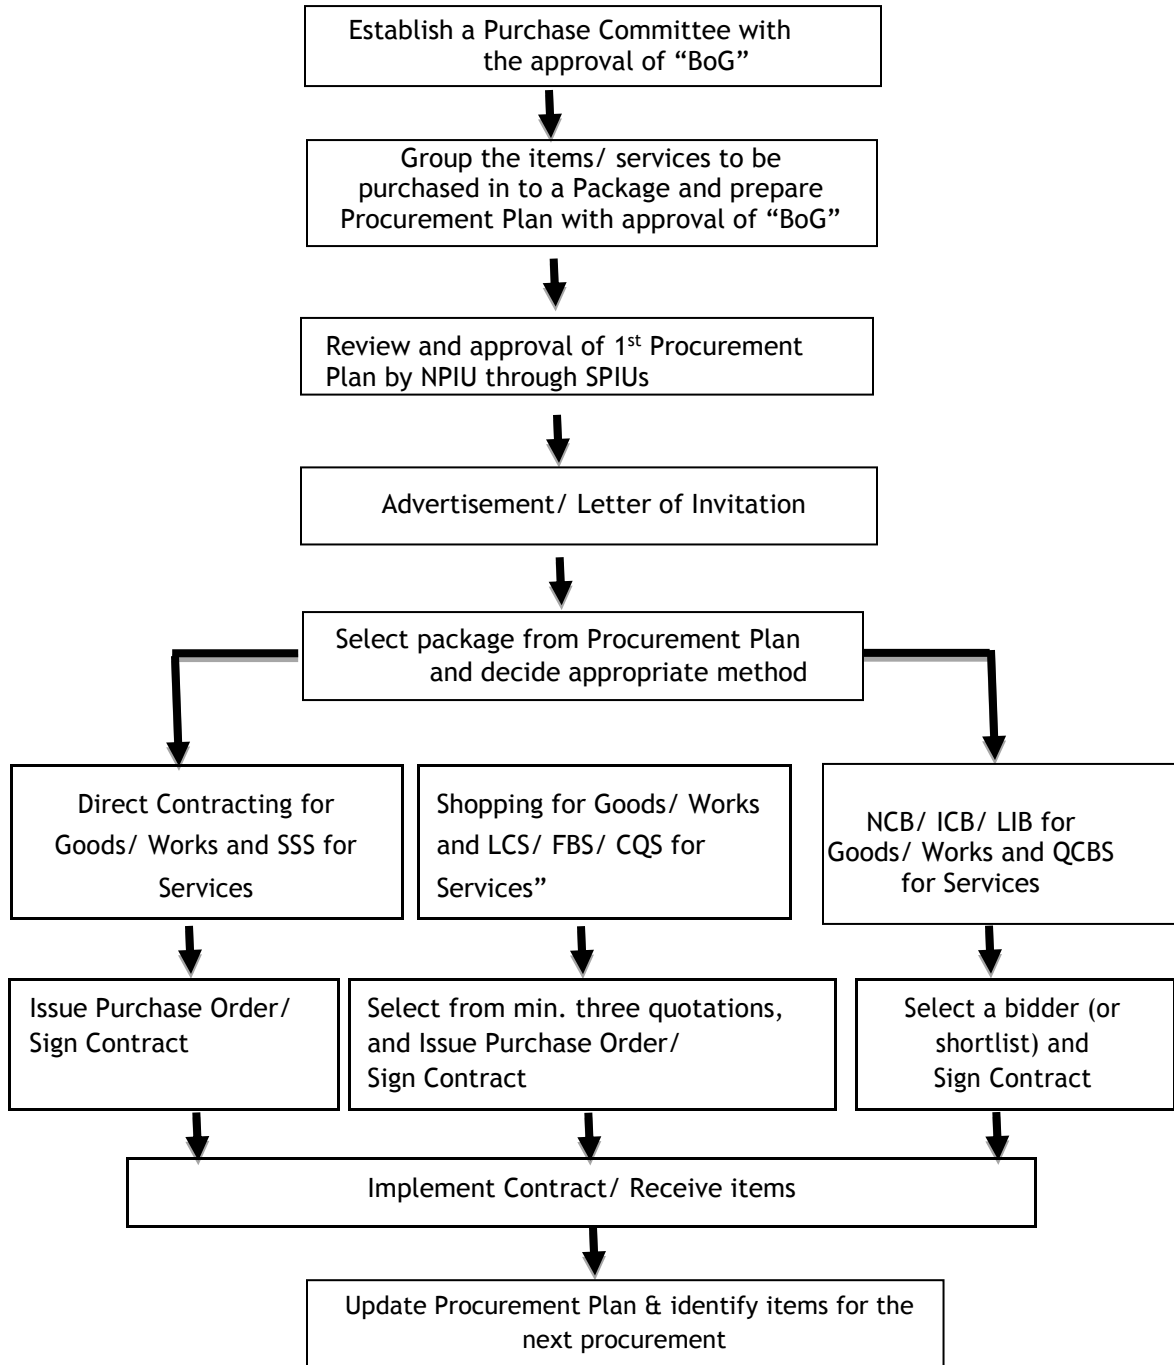 Establish a Purchase Committee with
the approval of “BoG”
Group the items/ services to be
purchased in to a Package and prepare
Procurement Plan with approval of “BoG”
Review and approval of 1st Procurement
Plan by NPIU through SPIUs
Advertisement/ Letter of Invitation
Select package from Procurement Plan
and decide appropriate method
Direct Contracting for
Goods/ Works and SSS for
Services
Shopping for Goods/ Works
and LCS/ FBS/ CQS for
Services”
NCB/ ICB/ LIB for
Goods/ Works and QCBS
for Services
Issue Purchase Order/
Sign Contract
Select from min. three quotations,
and Issue Purchase Order/
Sign Contract
Select a bidder (or
shortlist) and
Sign Contract
Implement Contract/ Receive items
Update Procurement Plan & identify items for the
next procurement